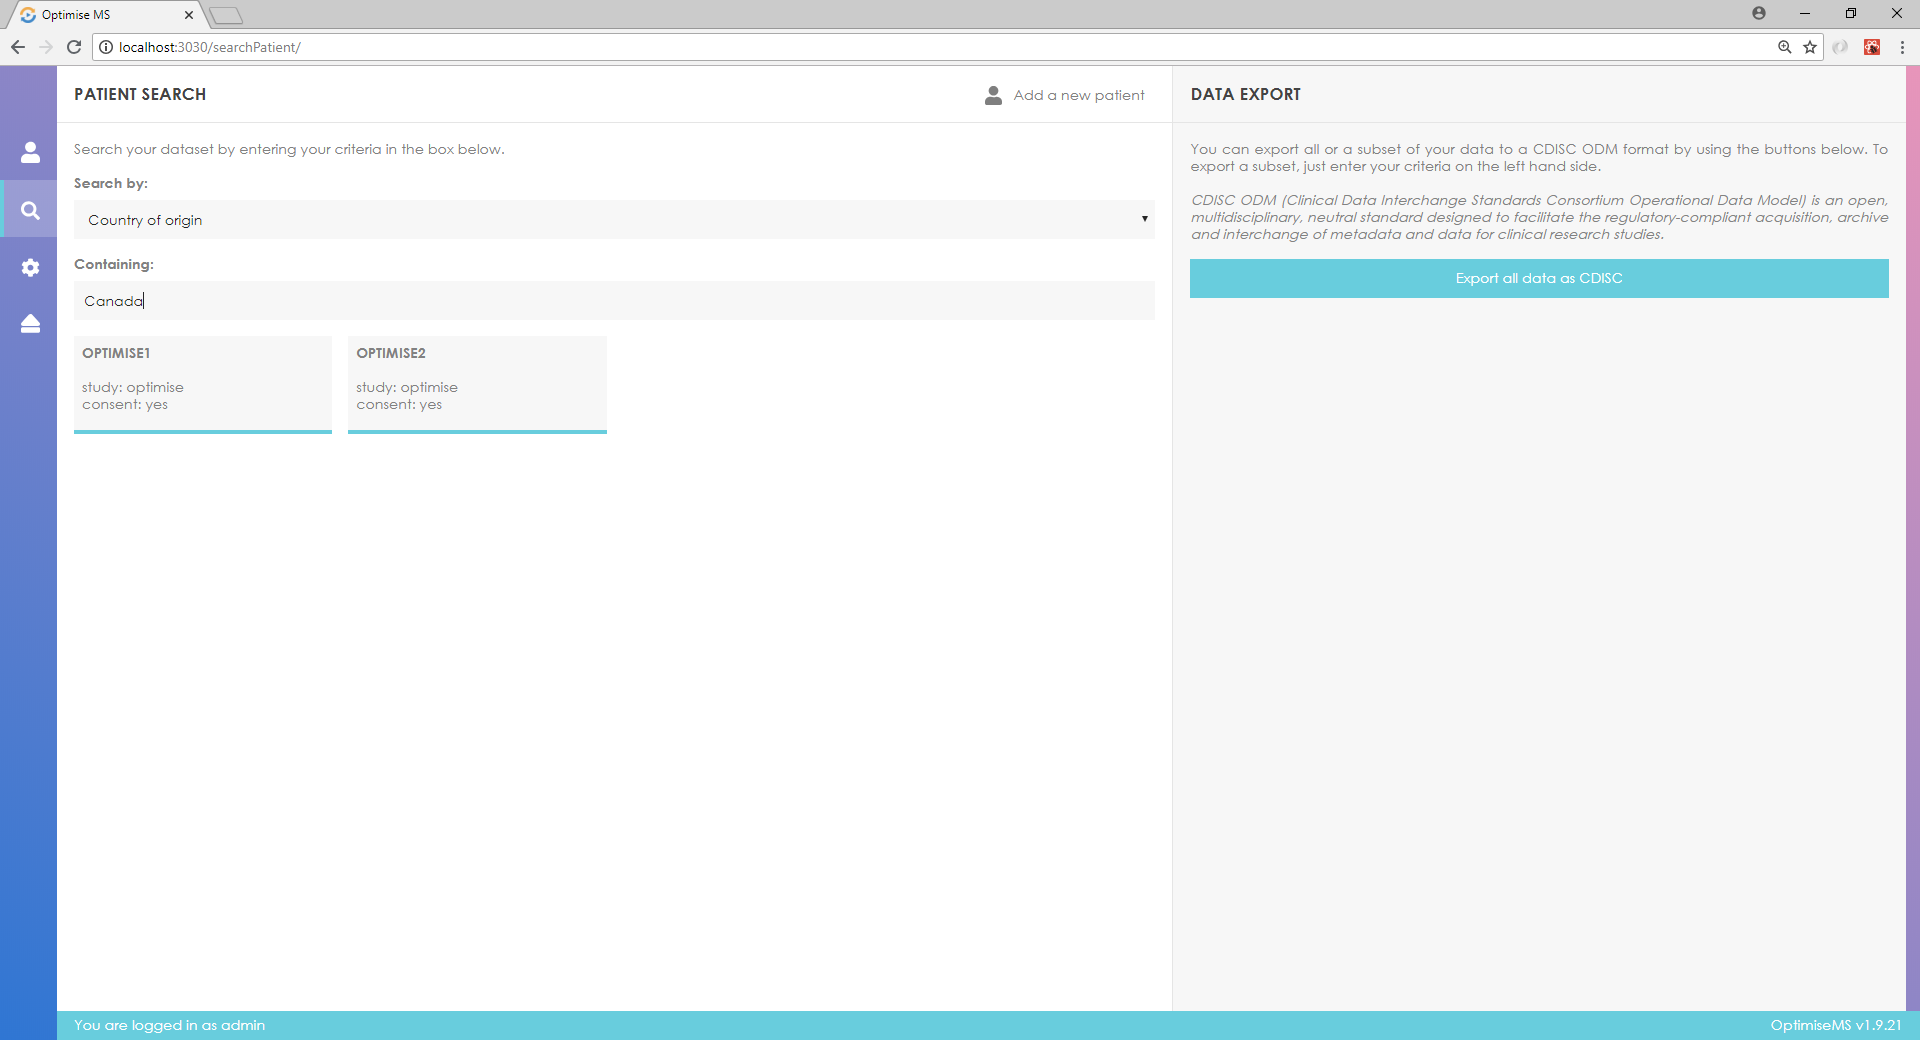 Optimise MS
localhost:3030/searchPatient/
PATIENT SEARCH
Add a new patient
Search your dataset by entering your criteria in the box below.
Search by:
Country of origin
Containing:
Canada
OPTIMISE1
study: optimise
consent: yes
OPTIMISE2
study: optimise
consent: yes
DATA EXPORT
You can export all or a subset of your data to a CDISC ODM format by using the buttons below. To
export a subset, just enter your criteria on the left hand side.
CDISC ODM (Clinical Data Interchange Standards Consortium Operational Data Model) is an open,
multidisciplinary, neutral standard designed to facilitate the regulatory-compliant acquisition, archive
and interchange of metadata and data for clinical research studies.
Export all data as CDISC
You are logged in as admin
OptimiseMS v1.9.21